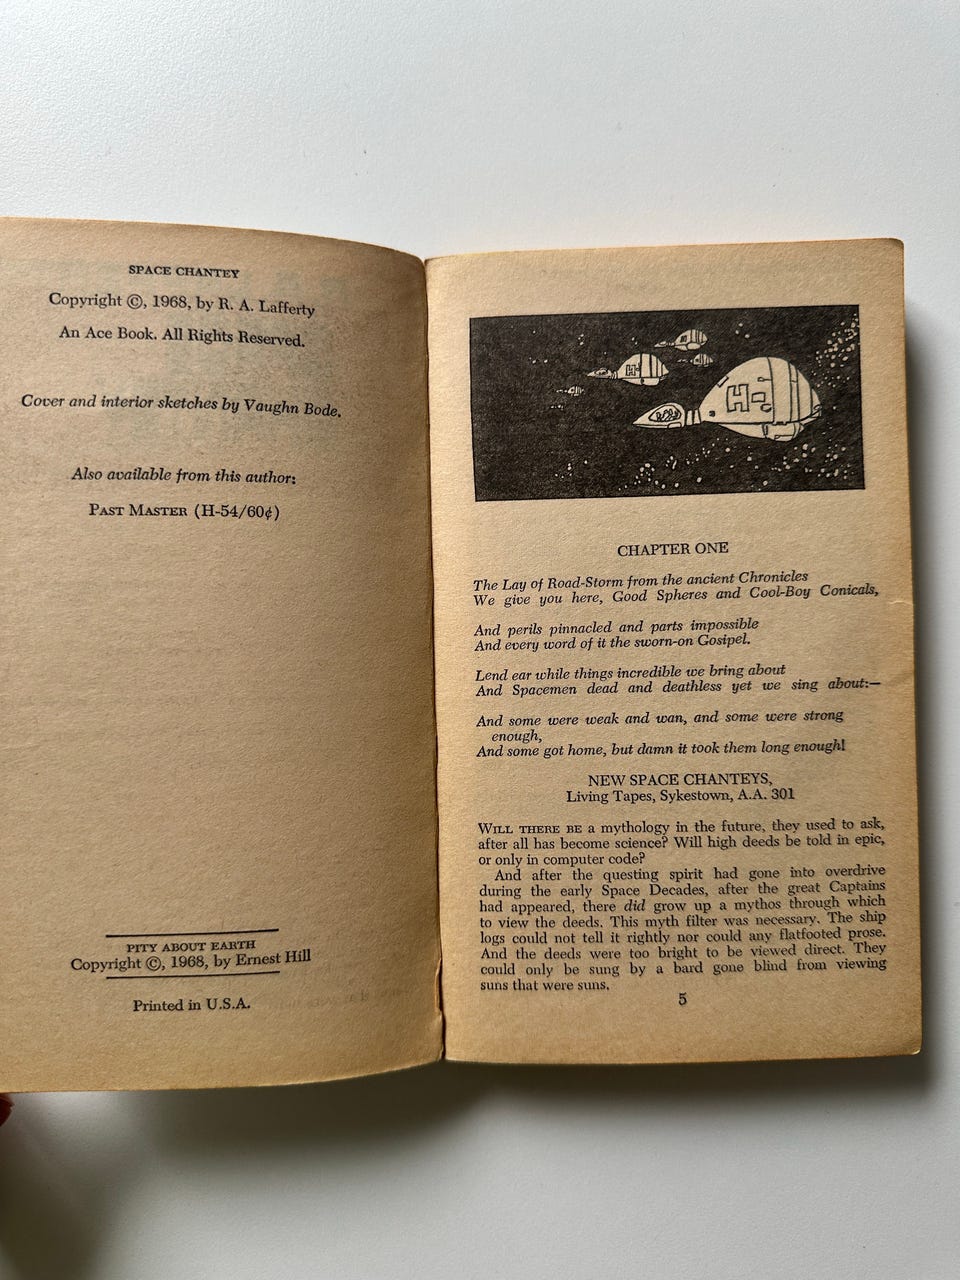 SPACE CHANTEY
Copyright ©, 1968, by R. A. Lafferty
An Ace Book. All Rights Reserved.
Cover and interior sketches by Vaughn Bode.
Also available from this author:
PAST MASTER (H-54/60¢)
PITY ABOUT EARTH
Copyright ©, 1968, by Ernest Hill
Printed in U.S.A.
H-
H-
CHAPTER ONE
The Lay of Road-Storm from the ancient Chronicles
We give you here, Good Spheres and Cool-Boy Conicals,
And perils pinnacled and parts impossible
And every word of it the sworn-on Gosipel.
Lend ear while things incredible we bring about
And Spacemen dead and deathless yet we sing about:—
And some were weak and wan, and some were strong
enough,
And some got home, but damn it took them long enough!
NEW SPACE CHANTEYS,
Living Tapes, Sykestown, A.A. 301
WILL THERE BE a mythology in the future, they used to ask,
after all has become science? Will high deeds be told in epic,
or only in computer code?
And after the questing spirit had gone into overdrive
during the early Space Decades, after the great Captains
had appeared, there did grow up a mythos through which
to view the deeds. This myth filter was necessary. The ship
logs could not tell it rightly nor could any flatfooted prose.
And the deeds were too bright to be viewed direct. They
could only be sung by a bard gone blind from viewing
suns that were suns.
5